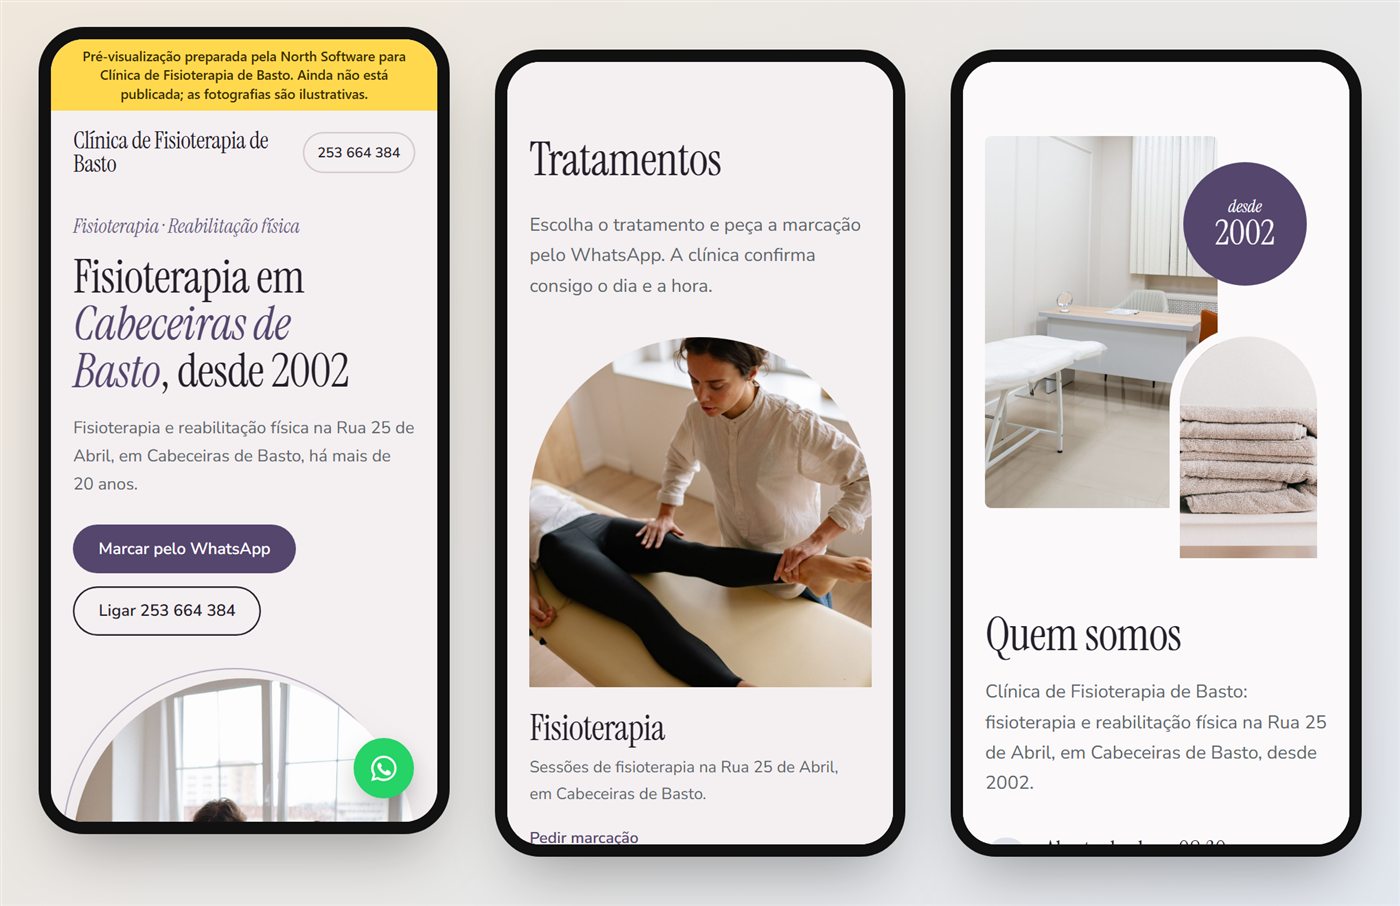 Pré-visualização preparada pela North Software para
Clínica de Fisioterapia de Basto. Ainda não está
publicada; as fotografias são ilustrativas.
Clínica de Fisioterapia de
Basto
253 664 384
Fisioterapia · Reabilitação física
Fisioterapia em
Cabeceiras de
Basto, desde 2002
Fisioterapia e reabilitação física na Rua 25 de
Abril, em Cabeceiras de Basto, há mais de
20 anos.
Marcar pelo WhatsApp
Ligar 253 664 384
Tratamentos
Escolha o tratamento e peça a marcação
pelo WhatsApp. A clínica confirma
consigo o dia e a hora.
Fisioterapia
Sessões de fisioterapia na Rua 25 de Abril,
em Cabeceiras de Basto.
Pedir marcação
desde
2002
Quem somos
Clínica de Fisioterapia de Basto:
fisioterapia e reabilitação física na Rua 25
de Abril, em Cabeceiras de Basto, desde
2002.